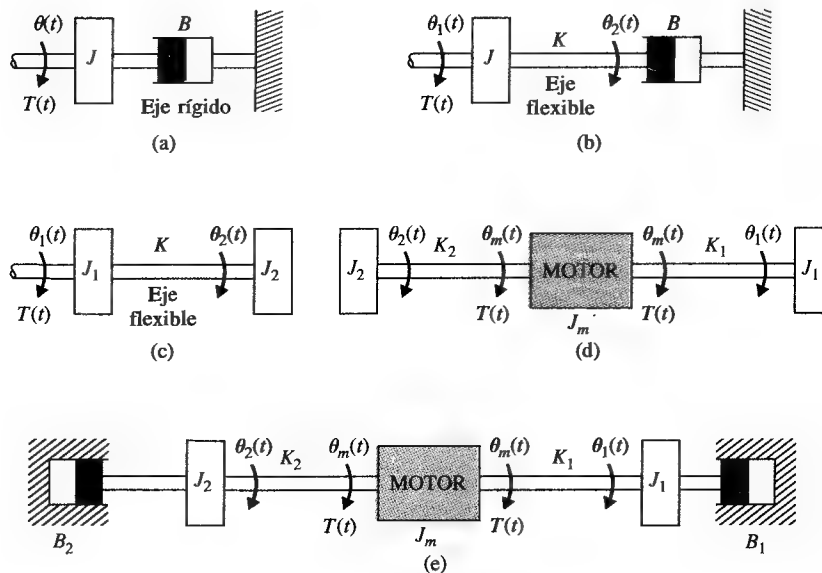 θ(t) J B
T(t) Eje rígido
(a)
θ₁(t) J K θ₂(t) B
T(t) Eje flexible
(b)
θ₁(t) J₁ K θ₂(t) J₂
T(t) Eje flexible
(c)
J₂ θ₂(t) K₂ θₘ(t) MOTOR θₘ(t) K₁ θ₁(t) J₁
T(t) Jₘ T(t)
(d)
B₂ J₂ θ₂(t) K₂ θₘ(t) MOTOR θₘ(t) K₁ θ₁(t) J₁ B₁
T(t) Jₘ T(t)
(e)